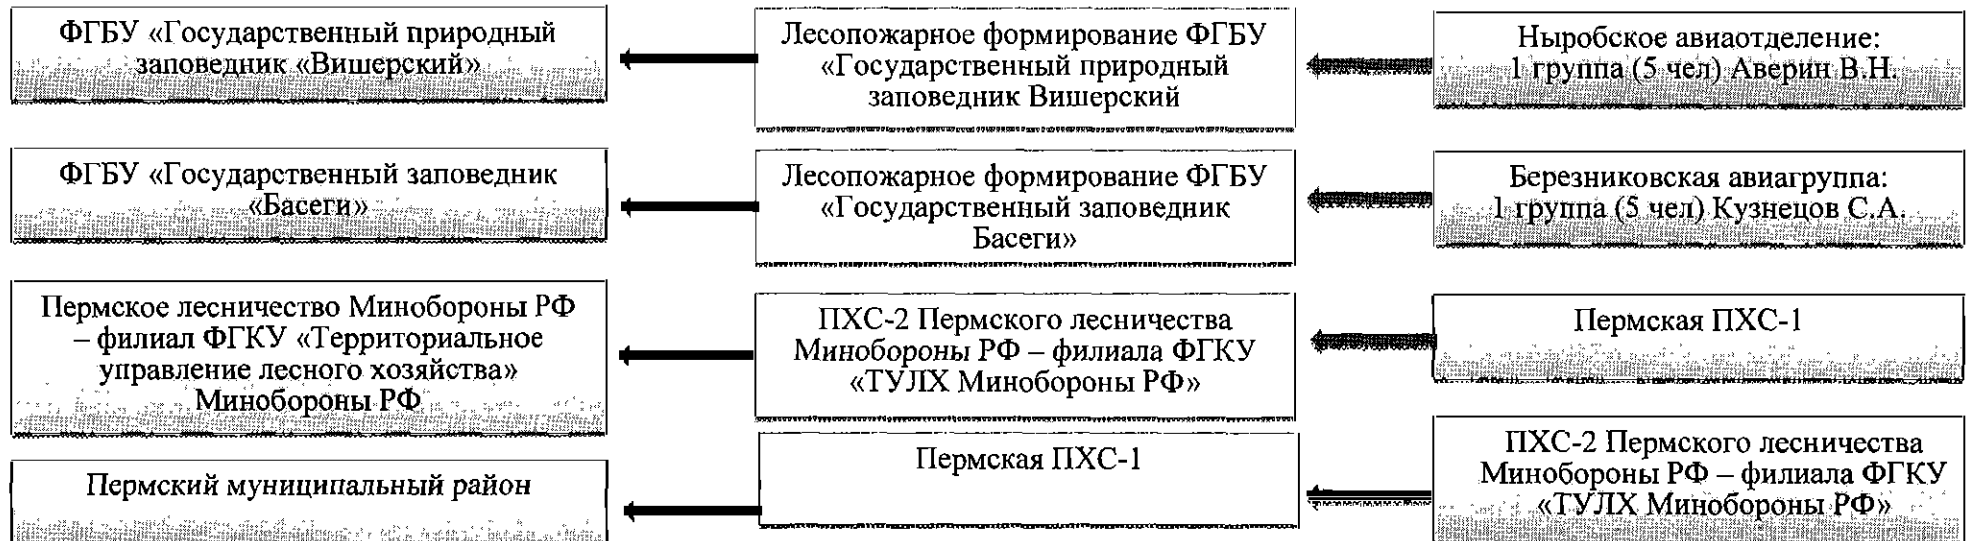 ФГБУ «Государственный природный
заповедник «Вишерский»
Лесопожарное формирование ФГБУ
«Государственный природный
заповедник Вишерский
Ныробское авиаотделение:
1 группа (5 чел) Аверин В.Н.
ФГБУ «Государственный заповедник
«Басеги»
Лесопожарное формирование ФГБУ
«Государственный заповедник
Басеги»
Березниковская авиагруппа:
1 группа (5 чел) Кузнецов С.А.
Пермское лесничество Минобороны РФ
– филиал ФГКУ «Территориальное
управление лесного хозяйства»
Минобороны РФ
ПХС-2 Пермского лесничества
Минобороны РФ – филиала ФГКУ
«ТУЛХ Минобороны РФ»
Пермская ПХС-1
Пермский муниципальный район
Пермская ПХС-1
ПХС-2 Пермского лесничества
Минобороны РФ – филиала ФГКУ
«ТУЛХ Минобороны РФ»